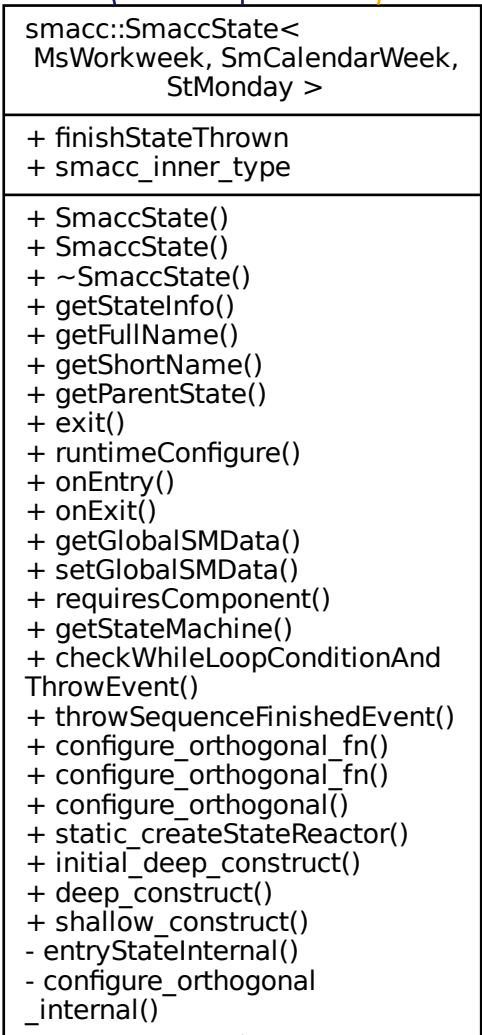 smacc::SmaccState<
MsWorkweek, SmCalendarWeek,
StMonday >
+ finishStateThrown
+ smacc_inner_type
+ SmaccState()
+ SmaccState()
+ ~SmaccState()
+ getStateInfo()
+ getFullName()
+ getShortName()
+ getParentState()
+ exit()
+ runtimeConfigure()
+ onEntry()
+ onExit()
+ getGlobalSMData()
+ setGlobalSMData()
+ requiresComponent()
+ getStateMachine()
+ checkWhileLoopConditionAnd
ThrowEvent()
+ throwSequenceFinishedEvent()
+ configure_orthogonal_fn()
+ configure_orthogonal_fn()
+ configure_orthogonal()
+ static_createStateReactor()
+ initial_deep_construct()
+ deep_construct()
+ shallow_construct()
- entryStateInternal()
- configure_orthogonal
_internal()